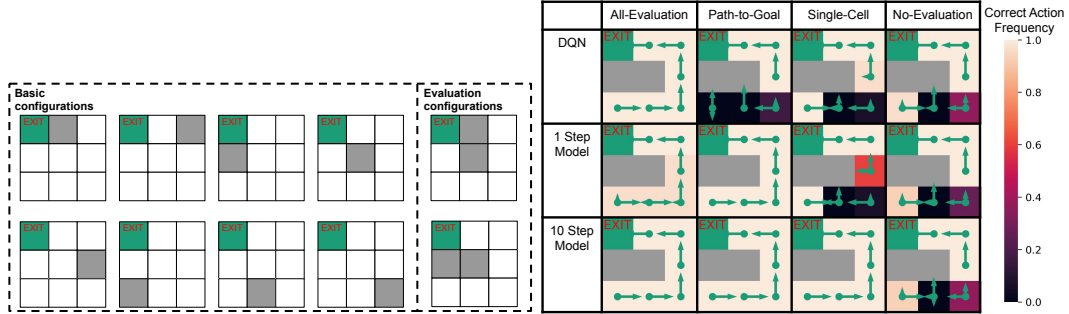 Basic
configurations
Evaluation
configurations
EXIT
EXIT
EXIT
EXIT
EXIT
EXIT
EXIT
EXIT
EXIT
EXIT
All-Evaluation
Path-to-Goal
Single-Cell
No-Evaluation
Correct Action
Frequency
DQN
EXIT
EXIT
EXIT
EXIT
1 Step
Model
EXIT
EXIT
EXIT
EXIT
10 Step
Model
EXIT
EXIT
EXIT
EXIT
1.0
0.8
0.6
0.4
0.2
0.0